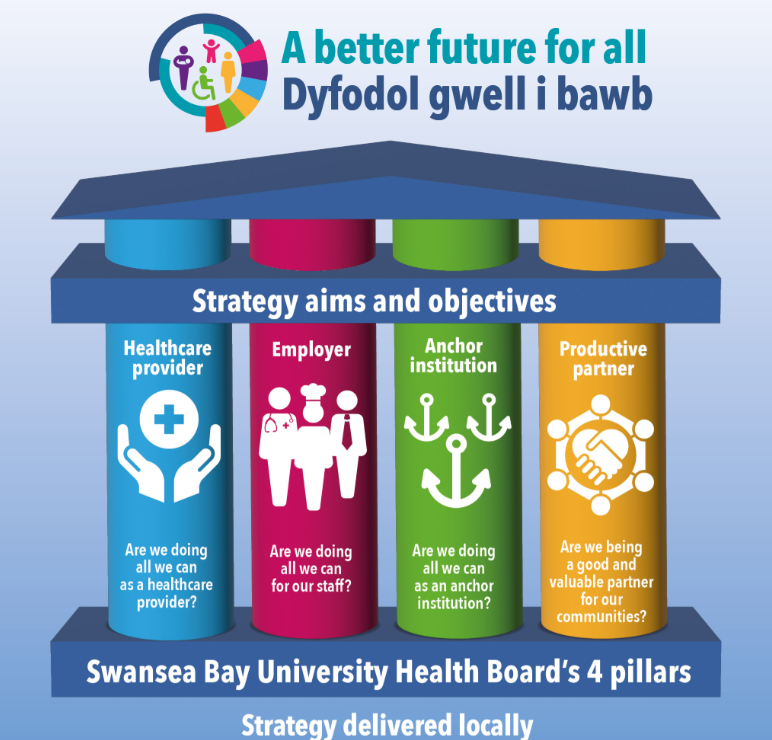 A better future for all
Dyfodol gwell i bawb
Strategy aims and objectives
Healthcare
provider
Employer
Anchor
institution
Productive
partner
Are we doing
all we can
as a healthcare
provider?
Are we doing
all we can
for our staff?
Are we doing
all we can
as an anchor
institution?
Are we being
a good and
valuable partner
for our
communities?
Swansea Bay University Health Board’s 4 pillars
Strategy delivered locally